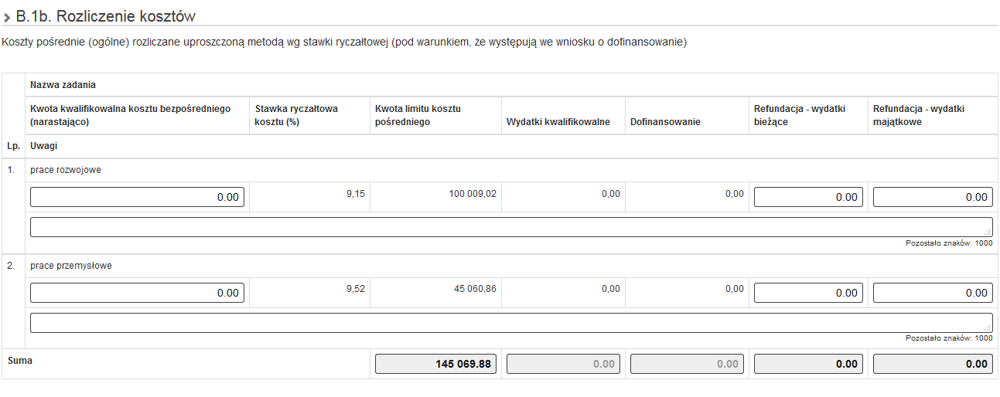 B.1b. Rozliczenie kosztów
Koszty pośrednie (ogólne) rozliczane uproszczoną metodą wg stawki ryczałtowej (pod warunkiem, że występują we wniosku o dofinansowanie)
Nazwa zadania
Kwota kwalifikowalna kosztu bezpośredniego (narastająco) Stawka ryczałtowa kosztu (%) Kwota limitu kosztu pośredniego Wydatki kwalifikowalne Dofinansowanie Refundacja - wydatki bieżące Refundacja - wydatki majątkowe
Lp. Uwagi
1. prace rozwojowe
0.00 9,15 100 009,02 0,00 0,00 0.00 0.00
Pozostało znaków: 1000
2. prace przemysłowe
0.00 9,52 45 060,86 0,00 0,00 0.00 0.00
Pozostało znaków: 1000
Suma 145 069.88 0.00 0.00 0.00 0.00